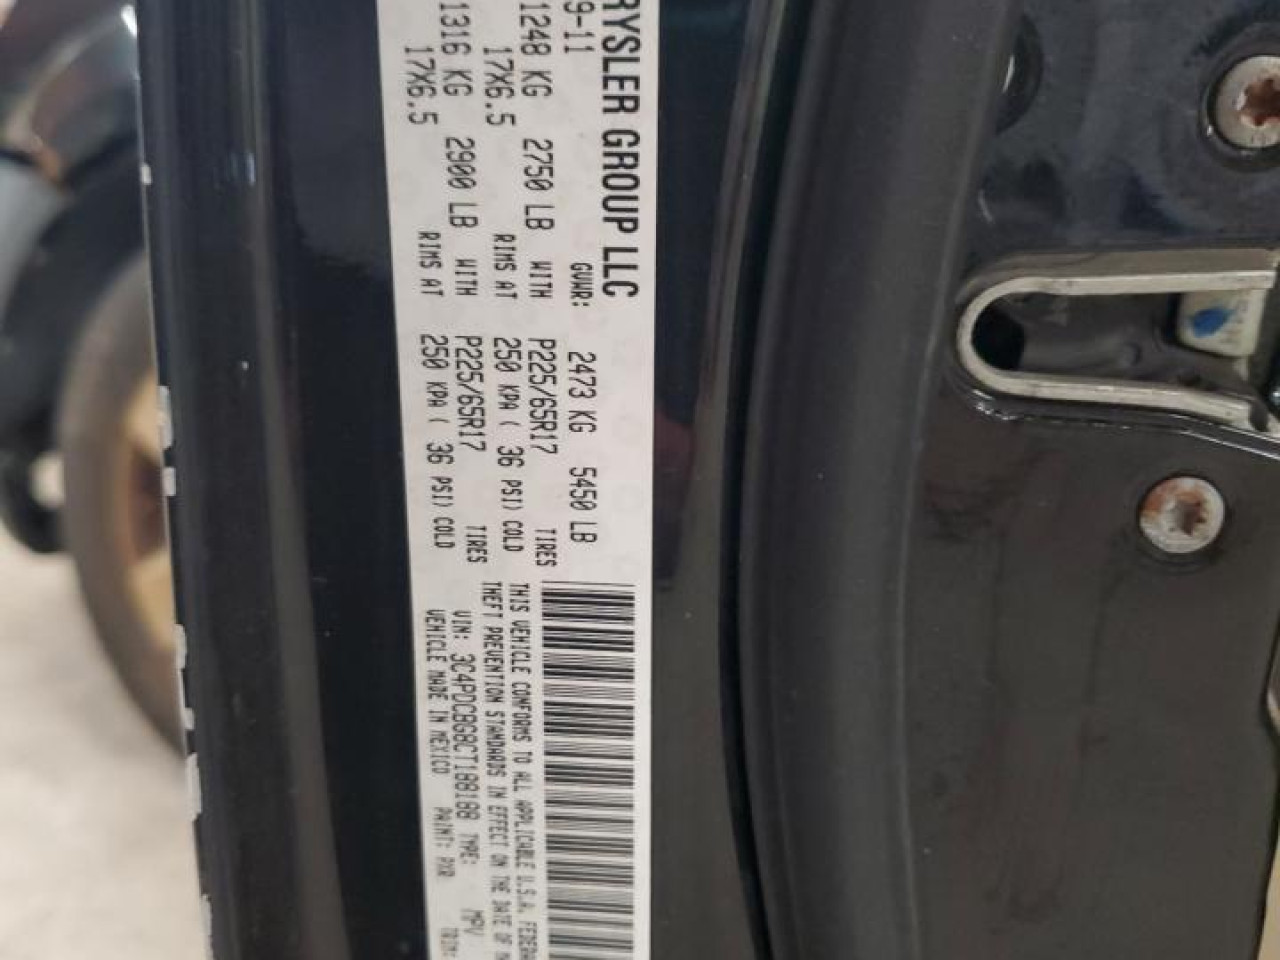 RYSLER GROUP LLC
9-11 GVWR: 2473 KG 5450 LB
1248 KG 2750 LB WITH P225/65R17 TIRES
17X6.5 RIMS AT 250 KPA ( 36 PSI) COLD
1316 KG 2900 LB WITH P225/65R17 TIRES
17X6.5 RIMS AT 250 KPA ( 36 PSI) COLD
THIS VEHICLE CONFORMS TO ALL APPLICABLE U.S.A. FEDER
THEFT PREVENTION STANDARDS IN EFFECT ON THE DATE OF
VIN: 3C4PDCBG8CT188188 TYPE: MPV
VEHICLE MADE IN MEXICO PAINT: TRIM: